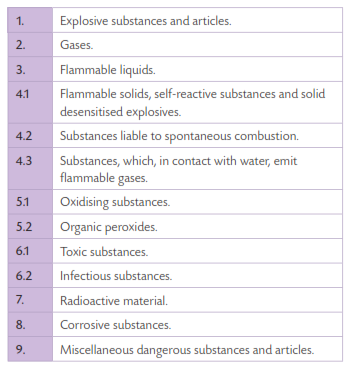 1. Explosive substances and articles.
2. Gases.
3. Flammable liquids.
4.1 Flammable solids, self-reactive substances and solid
desensitised explosives.
4.2 Substances liable to spontaneous combustion.
4.3 Substances, which, in contact with water, emit
flammable gases.
5.1 Oxidising substances.
5.2 Organic peroxides.
6.1 Toxic substances.
6.2 Infectious substances.
7. Radioactive material.
8. Corrosive substances.
9. Miscellaneous dangerous substances and articles.